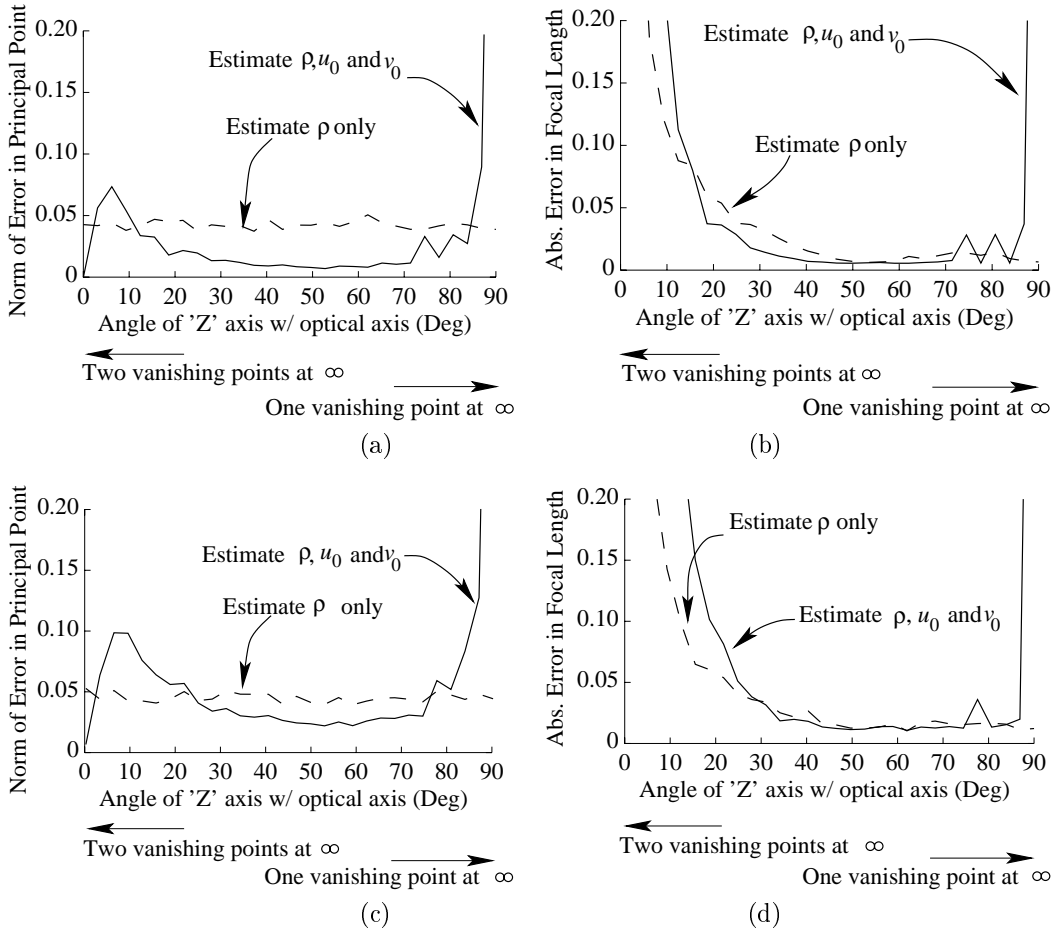 Norm of Error in Principal Point
0.20
0.15
0.10
0.05
0
Estimate ρ, u0 and v0
Estimate ρ only
0 10 20 30 40 50 60 70 80 90
Angle of 'Z' axis w/ optical axis (Deg)
Two vanishing points at ∞
One vanishing point at ∞
(a)
Abs. Error in Focal Length
0.20
0.15
0.10
0.05
0
Estimate ρ, u0 and v0
Estimate ρ only
0 10 20 30 40 50 60 70 80 90
Angle of 'Z' axis w/ optical axis (Deg)
Two vanishing points at ∞
One vanishing point at ∞
(b)
Norm of Error in Principal Point
0.20
0.15
0.10
0.05
0
Estimate ρ, u0 and v0
Estimate ρ only
0 10 20 30 40 50 60 70 80 90
Angle of 'Z' axis w/ optical axis (Deg)
Two vanishing points at ∞
One vanishing point at ∞
(c)
Abs. Error in Focal Length
0.20
0.15
0.10
0.05
0
Estimate ρ only
Estimate ρ, u0 and v0
0 10 20 30 40 50 60 70 80 90
Angle of 'Z' axis w/ optical axis (Deg)
Two vanishing points at ∞
One vanishing point at ∞
(d)